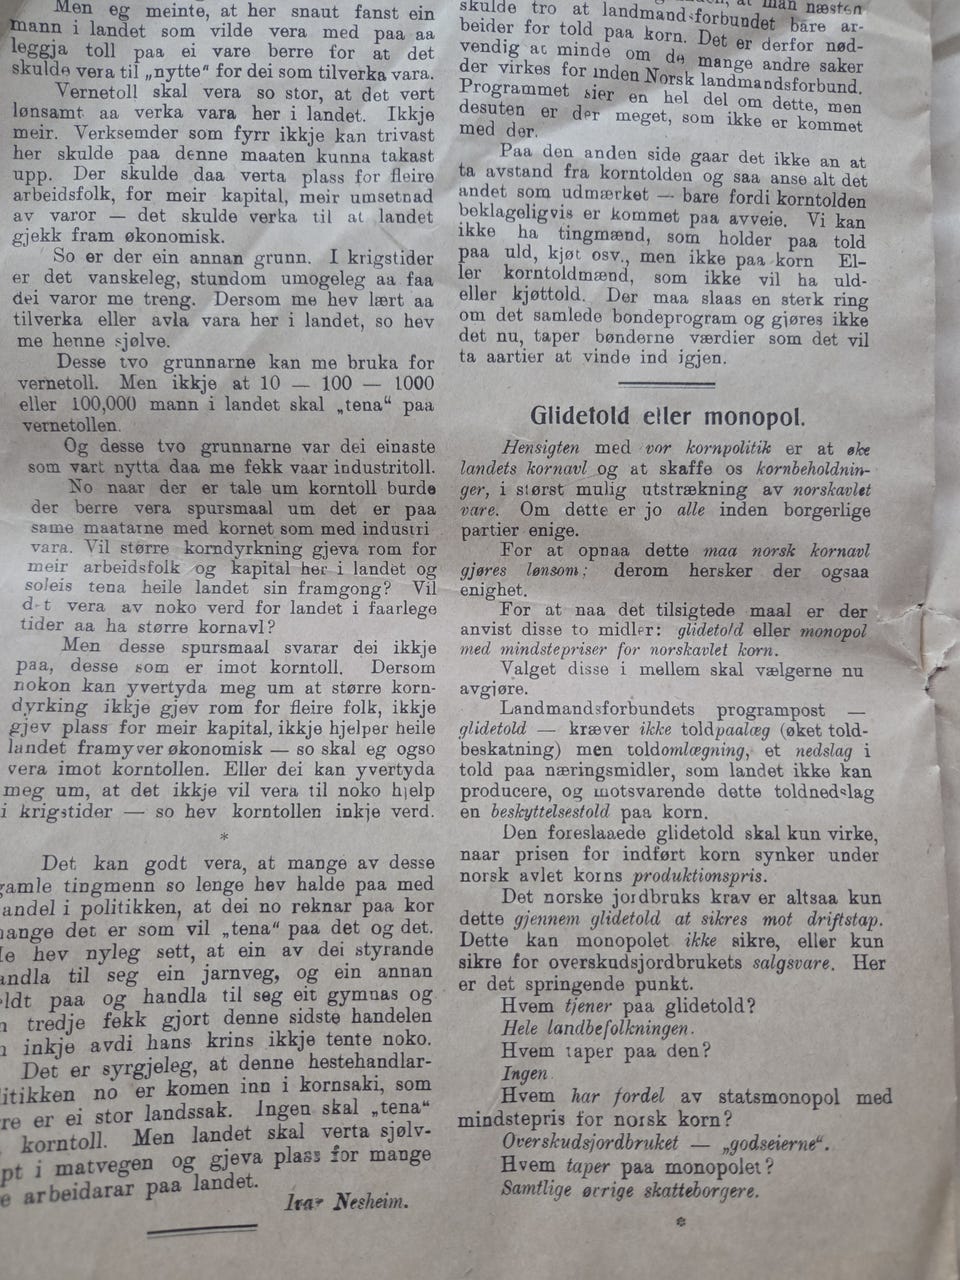 Men eg meinte, at her snaut fanst ein
mann i landet som vilde vera med paa aa
leggja toll paa ei vare berre for at det
skulde vera til „nytte" for dei som tilverka vara.
Vernetoll skal vera so stor, at det vert
lønsamt aa verka vara her i landet. Ikkje
meir. Verksemder som fyrr ikkje kan trivast
her skulde paa denne maaten kunna takast
upp. Der skulde daa verta plass for fleire
arbeidsfolk, for meir kapital, meir umsetnad
av varor — det skulde verka til at landet
gjekk fram økonomisk.
So er der ein annan grunn. I krigstider
er det vanskeleg, stundom umogeleg aa faa
dei varor me treng. Dersom me hev lært aa
tilverka eller avla vara her i landet, so hev
me henne sjølve.
Desse tvo grunnarne kan me bruka for
vernetoll. Men ikkje at 10 — 100 — 1000
eller 100,000 mann i landet skal „tena" paa
vernetollen.
Og desse tvo grunnarne var dei einaste
som vart nytta daa me fekk vaar industritoll.
No naar der er tale um korntoll burde
der berre vera spursmaal um det er paa
same maatarne med kornet som med industri
vara. Vil større korndyrkning gjeva rom for
meir arbeidsfolk og kapital her i landet og
soleis tena heile landet sin framgong? Vil
det vera av noko verd for landet i faarlege
tider aa ha større kornavl?
Men desse spursmaal svarar dei ikkje
paa, desse som er imot korntoll. Dersom
nokon kan yvertyda meg um at større korn-
dyrking ikkje gjev rom for fleire folk, ikkje
gjev plass for meir kapital, ikkje hjelper heile
landet framyver økonomisk — so skal eg ogso
vera imot korntollen. Eller dei kan yvertyda
meg um, at det ikkje vil vera til noko hjelp
i krigstider — so hev korntollen inkje verd.
*
Det kan godt vera, at mange av desse
gamle tingmenn so lenge hev halde paa med
andel i politikken, at dei no reknar paa kor
mange det er som vil „tena" paa det og det.
hev nyleg sett, at ein av dei styrande
andla til seg ein jarnveg, og ein annan
paa og handla til seg eit gymnas og
tredje fekk gjort denne sidste handelen
inkje avdi hans krins ikkje tente noko.
Det er syrgjeleg, at denne hestehandlar-
itikken no er komen inn i kornsaki, som
er ei stor landssak. Ingen skal „tena"
korntoll. Men landet skal verta sjølv-
pt i matvegen og gjeva plass for mange
arbeidarar paa landet.
Ivar Nesheim.
man næsten
skulde tro at landmandsforbundet bare ar-
beider for told paa korn. Det er derfor nød-
vendig at minde om de mange andre saker
der virkes for inden Norsk landmandsforbund.
Programmet sier en hel del om dette, men
desuten er der meget, som ikke er kommet
med der.
Paa den anden side gaar det ikke an at
ta avstand fra korntolden og saa anse alt det
andet som udmærket — bare fordi korntolden
beklageligvis er kommet paa avveie. Vi kan
ikke ha tingmænd, som holder paa told
paa uld, kjøt osv., men ikke paa korn El-
ler korntoldmænd, som ikke vil ha uld-
eller kjøttold. Der maa slaas en sterk ring
om det samlede bondeprogram og gjøres ikke
det nu, taper bønderne værdier som det vil
ta aartier at vinde ind igjen.
Glidetold eller monopol.
Hensigten med vor kornpolitik er at øke
landets kornavl og at skaffe os kornbeholdnin-
ger, i størst mulig utstrækning av norskavlet
vare. Om dette er jo alle inden borgerlige
partier enige.
For at opnaa dette maa norsk kornavl
gjøres lønsom; derom hersker der ogsaa
enighet.
For at naa det tilsigtede maal er der
anvist disse to midler: glidetold eller monopol
med mindstepriser for norskavlet korn.
Valget disse i mellem skal vælgerne nu
avgjøre.
Landmandsforbundets programpost —
glidetold — kræver ikke toldpaalæg (øket told-
beskatning) men toldomlægning, et nedslag i
told paa næringsmidler, som landet ikke kan
producere, og motsvarende dette toldnedslag
en beskyttelsestold paa korn.
Den foreslaaede glidetold skal kun virke,
naar prisen for indført korn synker under
norsk avlet korns produktionspris.
Det norske jordbruks krav er altsaa kun
dette gjennem glidetold at sikres mot driftstap.
Dette kan monopolet ikke sikre, eller kun
sikre for overskudsjordbrukets salgsvare. Her
er det springende punkt.
Hvem tjener paa glidetold?
Hele landbefolkningen.
Hvem taper paa den?
Ingen.
Hvem har fordel av statsmonopol med
mindstepris for norsk korn?
Overskudsjordbruket — „godseierne".
Hvem taper paa monopolet?
Samtlige øvrige skatteborgere.
*